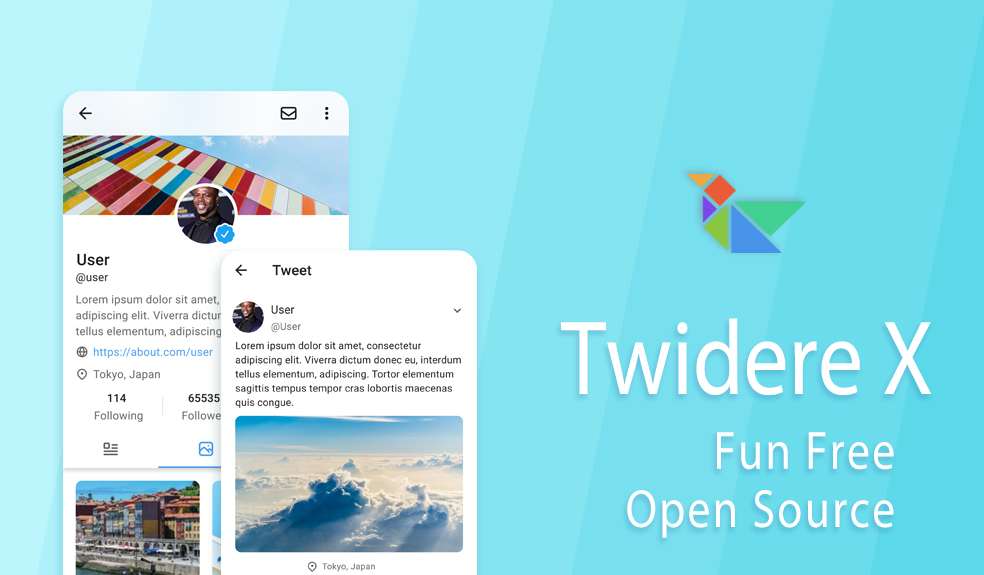 User
@user
Lorem ipsum dolor sit amet,
adipiscing elit. Viverra dictur
tellus elementum, adipiscing
https://about.com/user
Tokyo, Japan
114
Following
65535
Followe
Tweet
User
@User
Lorem ipsum dolor sit amet, consectetur
adipiscing elit. Viverra dictum donec eu, interdum
tellus elementum, adipiscing elit. Tortor elementum
sagittis tempus tempor cras lobortis maecenas
quis congue.
Tokyo, Japan
Twidere X
Fun Free
Open Source